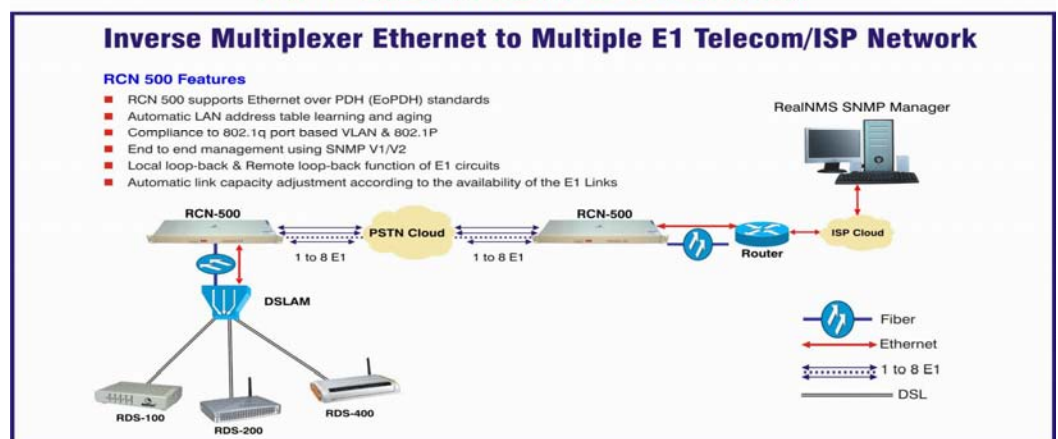 Inverse Multiplexer Ethernet to Multiple E1 Telecom/ISP Network
RCN 500 Features
RCN 500 supports Ethernet over PDH (EoPDH) standards
Automatic LAN address table learning and aging
Compliance to 802.1q port based VLAN & 802.1P
End to end management using SNMP V1/V2
Local loop-back & Remote loop-back function of E1 circuits
Automatic link capacity adjustment according to the availability of the E1 Links
RealNMS SNMP Manager
RCN-500
PSTN Cloud
RCN-500
1 to 8 E1
1 to 8 E1
Router
ISP Cloud
DSLAM
Fiber
Ethernet
1 to 8 E1
DSL
RDS-100
RDS-200
RDS-400